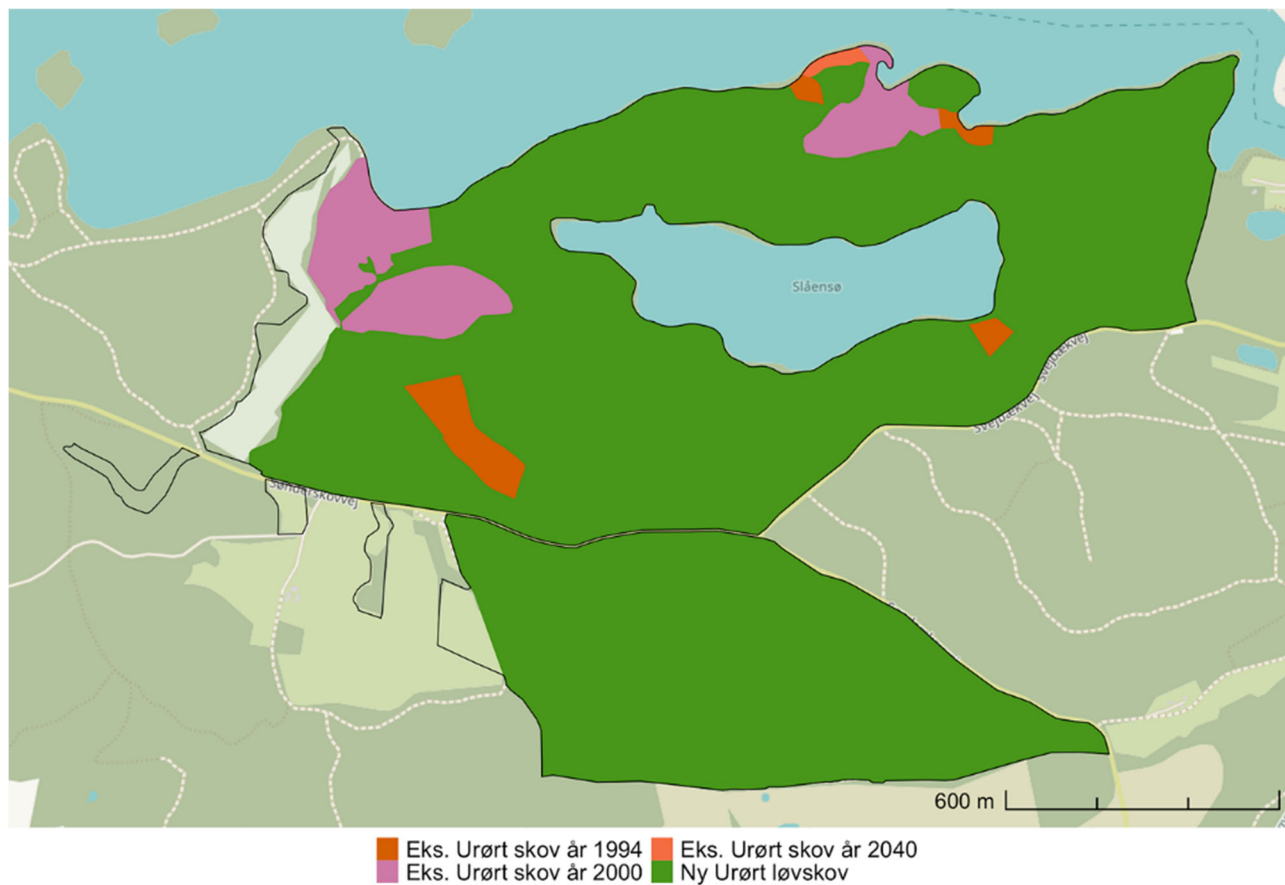 Slåensø
Svejbækvej
Svejbækvej
Sønderskovvej
600 m
Eks. Urørt skov år 1994
Eks. Urørt skov år 2040
Eks. Urørt skov år 2000
Ny Urørt løvskov